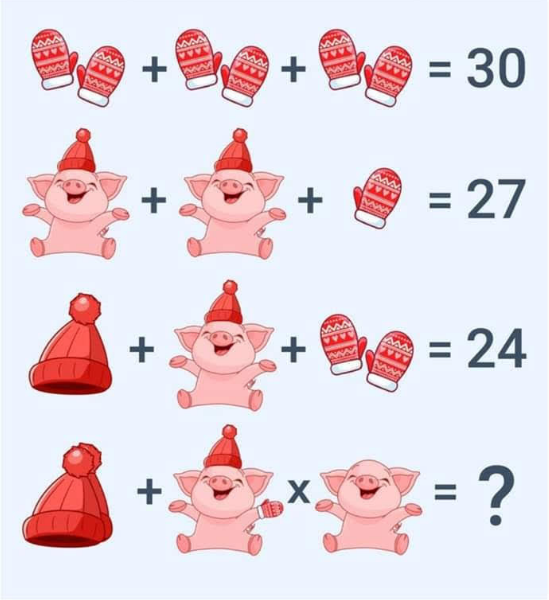 + + = 30
+ + = 27
+ + = 24
+ x = ?